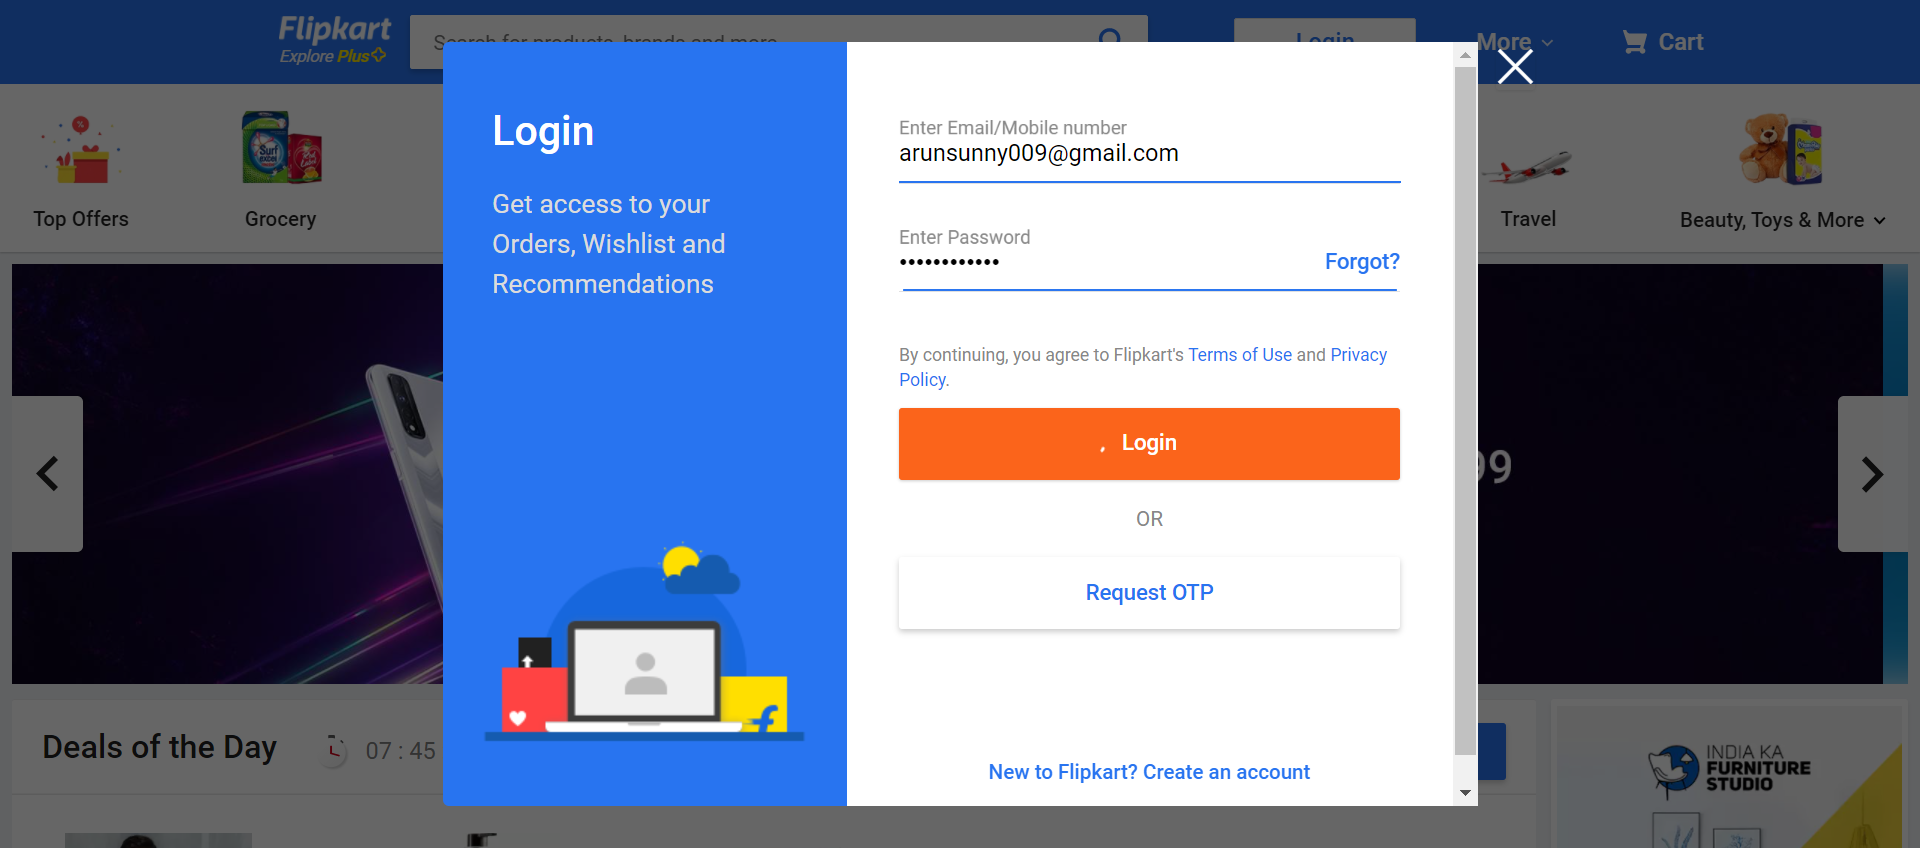 Flipkart
Explore Plus
Search for products, brands and more
Login
More
Cart
Top Offers
Grocery
Travel
Beauty, Toys & More
Login
Get access to your
Orders, Wishlist and
Recommendations
Enter Email/Mobile number
arunsunny009@gmail.com
Enter Password
••••••••••••
Forgot?
By continuing, you agree to Flipkart's Terms of Use and Privacy
Policy.
Login
OR
Request OTP
New to Flipkart? Create an account
99
Deals of the Day
07 : 45
INDIA KA
FURNITURE
STUDIO